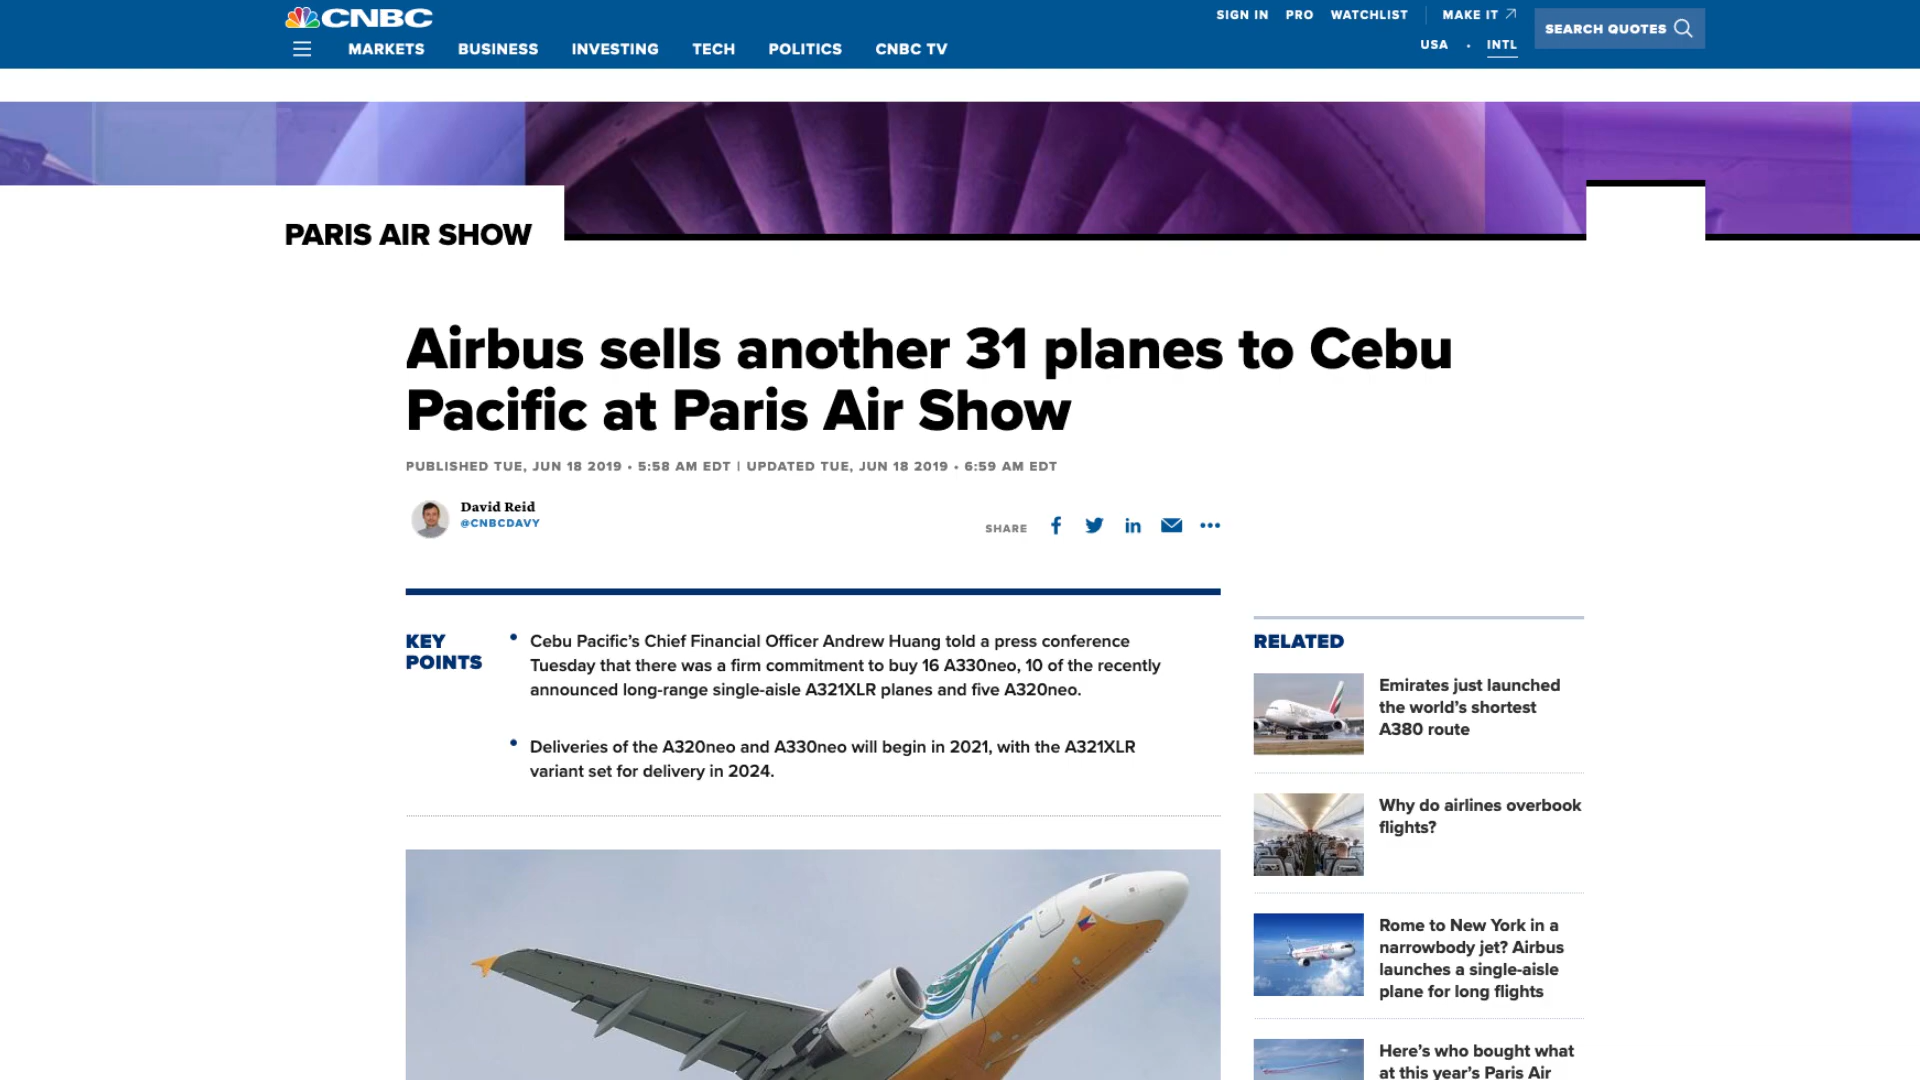 CNBC
SIGN IN PRO WATCHLIST MAKE IT
USA • INTL
SEARCH QUOTES
MARKETS BUSINESS INVESTING TECH POLITICS CNBC TV
PARIS AIR SHOW
Airbus sells another 31 planes to Cebu
Pacific at Paris Air Show
PUBLISHED TUE, JUN 18 2019 • 5:58 AM EDT | UPDATED TUE, JUN 18 2019 • 6:59 AM EDT
David Reid
@CNBCDAVY
SHARE
KEY
POINTS
• Cebu Pacific’s Chief Financial Officer Andrew Huang told a press conference
Tuesday that there was a firm commitment to buy 16 A330neo, 10 of the recently
announced long-range single-aisle A321XLR planes and five A320neo.
• Deliveries of the A320neo and A330neo will begin in 2021, with the A321XLR
variant set for delivery in 2024.
RELATED
Emirates just launched
the world’s shortest
A380 route
Why do airlines overbook
flights?
Rome to New York in a
narrowbody jet? Airbus
launches a single-aisle
plane for long flights
Here’s who bought what
at this year’s Paris Air